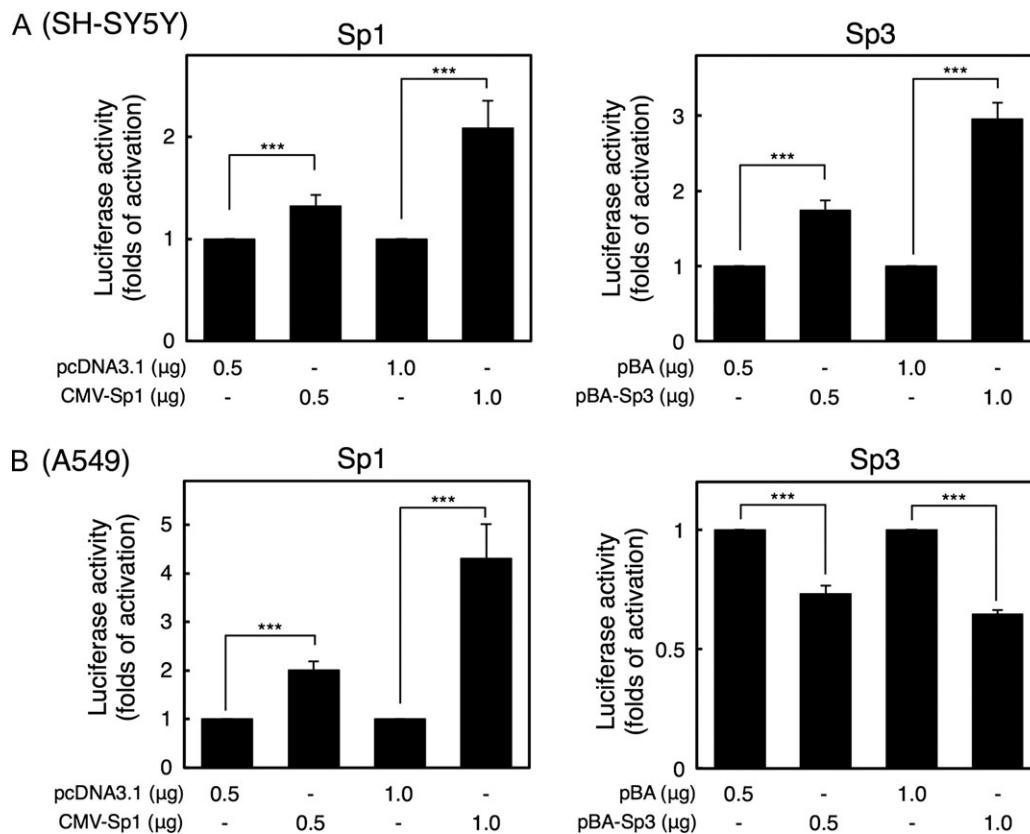 A (SH-SY5Y)
Sp1
Luciferase activity
(folds of activation)
2
1
0
***
***
pcDNA3.1 (µg) 0.5 - 1.0 -
CMV-Sp1 (µg) - 0.5 - 1.0
Sp3
Luciferase activity
(folds of activation)
3
2
1
0
***
***
pBA (µg) 0.5 - 1.0 -
pBA-Sp3 (µg) - 0.5 - 1.0
B (A549)
Sp1
Luciferase activity
(folds of activation)
5
4
3
2
1
0
***
***
pcDNA3.1 (µg) 0.5 - 1.0 -
CMV-Sp1 (µg) - 0.5 - 1.0
Sp3
Luciferase activity
(folds of activation)
1
0.5
0
***
***
pBA (µg) 0.5 - 1.0 -
pBA-Sp3 (µg) - 0.5 - 1.0